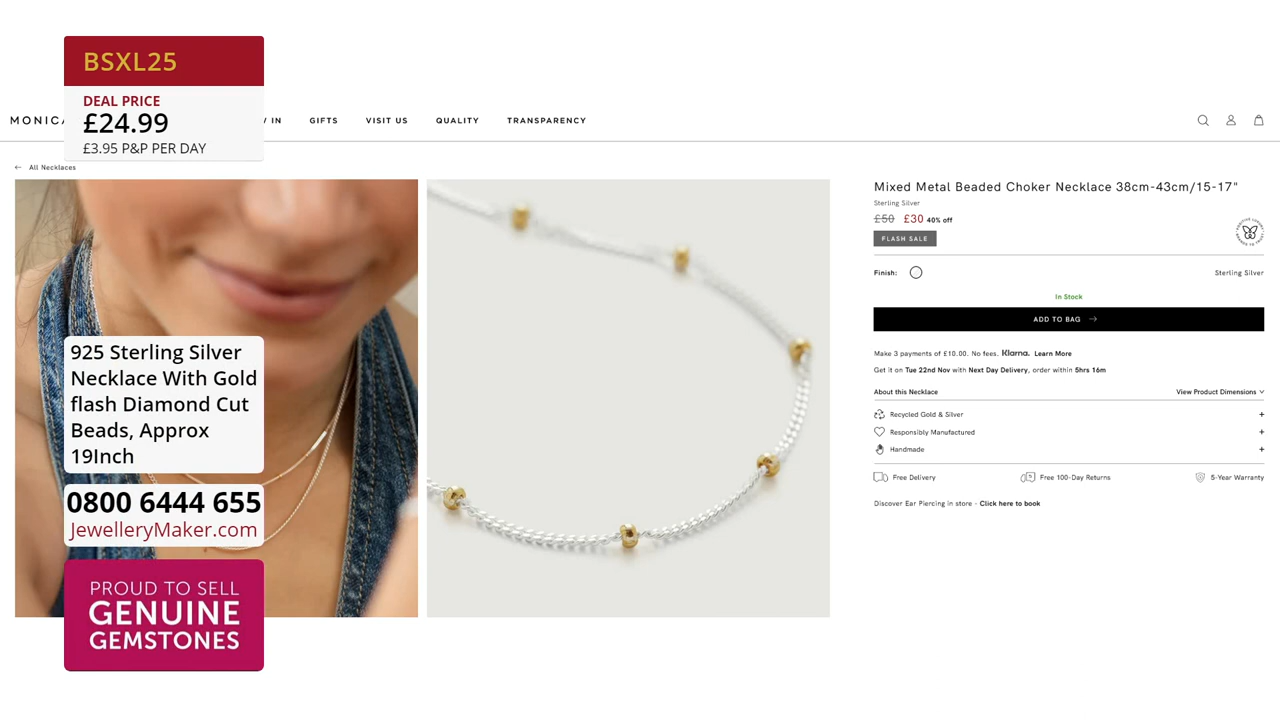 BSXL25
DEAL PRICE
£24.99
£3.95 P&P PER DAY
925 Sterling Silver
Necklace With Gold
flash Diamond Cut
Beads, Approx
19Inch
0800 6444 655
JewelleryMaker.com
PROUD TO SELL
GENUINE
GEMSTONES
IN GIFTS VISIT US QUALITY TRANSPARENCY
← All Necklaces
Mixed Metal Beaded Choker Necklace 38cm-43cm/15-17"
Sterling Silver
£50 £30 40% off
FLASH SALE
Finish: Sterling Silver
In Stock
ADD TO BAG →
Make 3 payments of £10.00. No fees. Klarna. Learn More
Get it on Tue 22nd Nov with Next Day Delivery, order within 5hrs 16m
About this Necklace View Product Dimensions
Recycled Gold & Silver +
Responsibly Manufactured +
Handmade +
Free Delivery Free 100-Day Returns 5-Year Warranty
Discover Ear Piercing in store - Click here to book